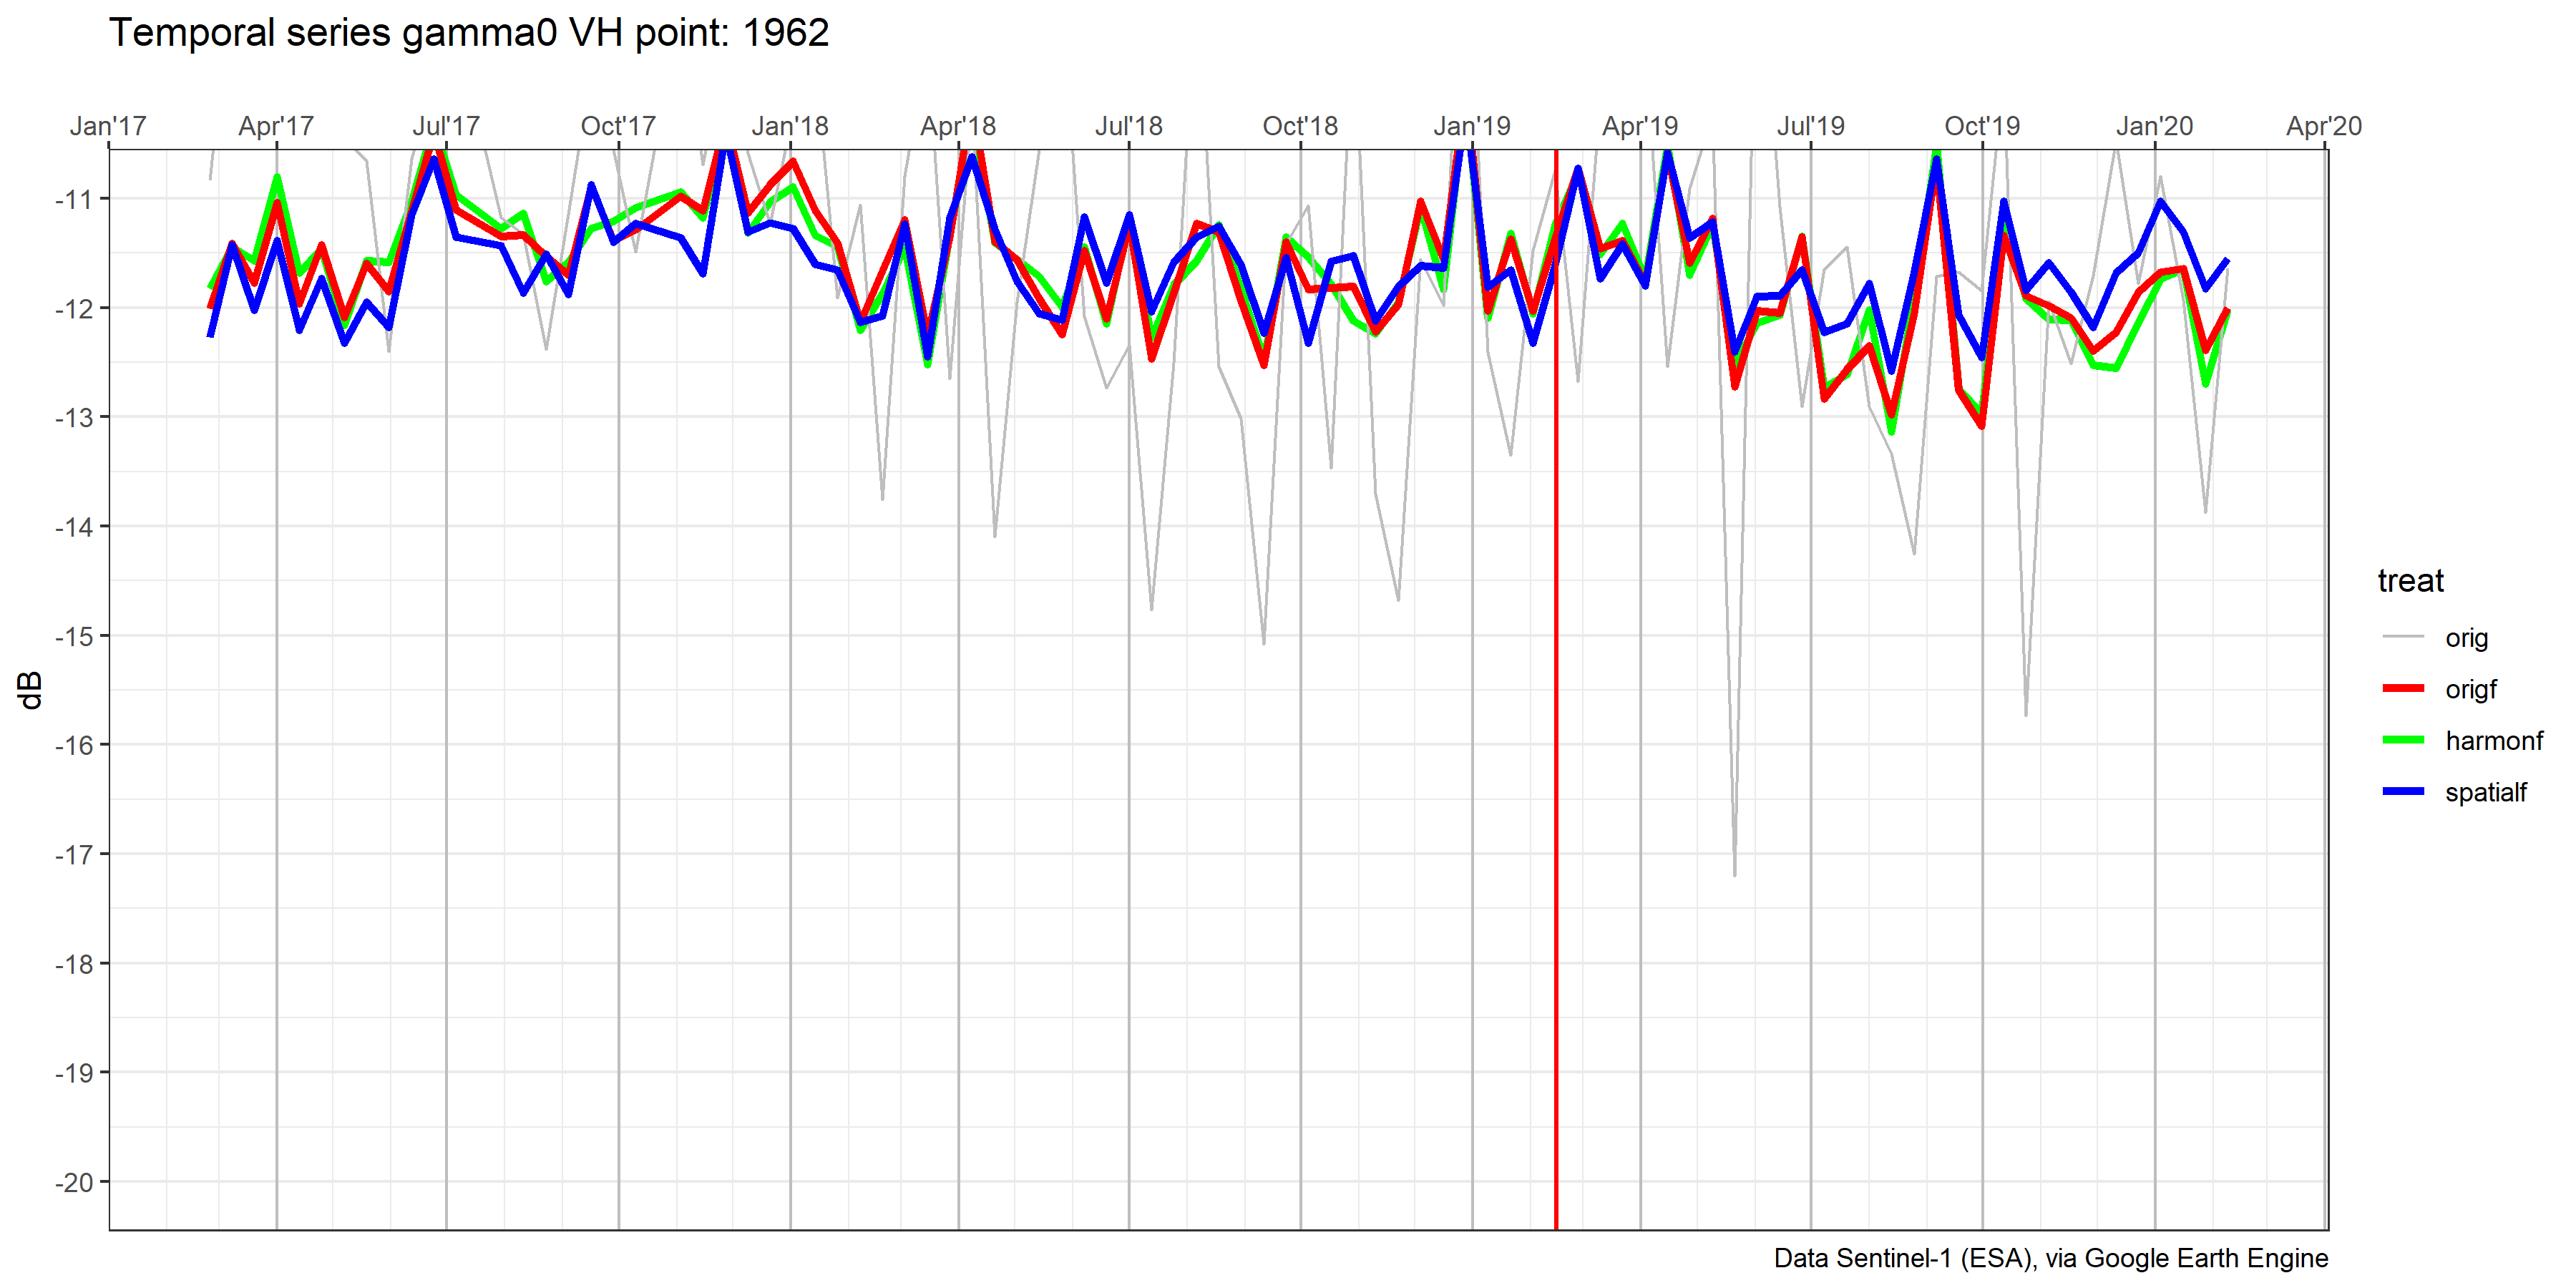 Temporal series gamma0 VH point: 1962
Jan'17 Apr'17 Jul'17 Oct'17 Jan'18 Apr'18 Jul'18 Oct'18 Jan'19 Apr'19 Jul'19 Oct'19 Jan'20 Apr'20
-11
-12
-13
-14
-15
-16
-17
-18
-19
-20
dB
treat
orig
origf
harmonf
spatialf
Data Sentinel-1 (ESA), via Google Earth Engine